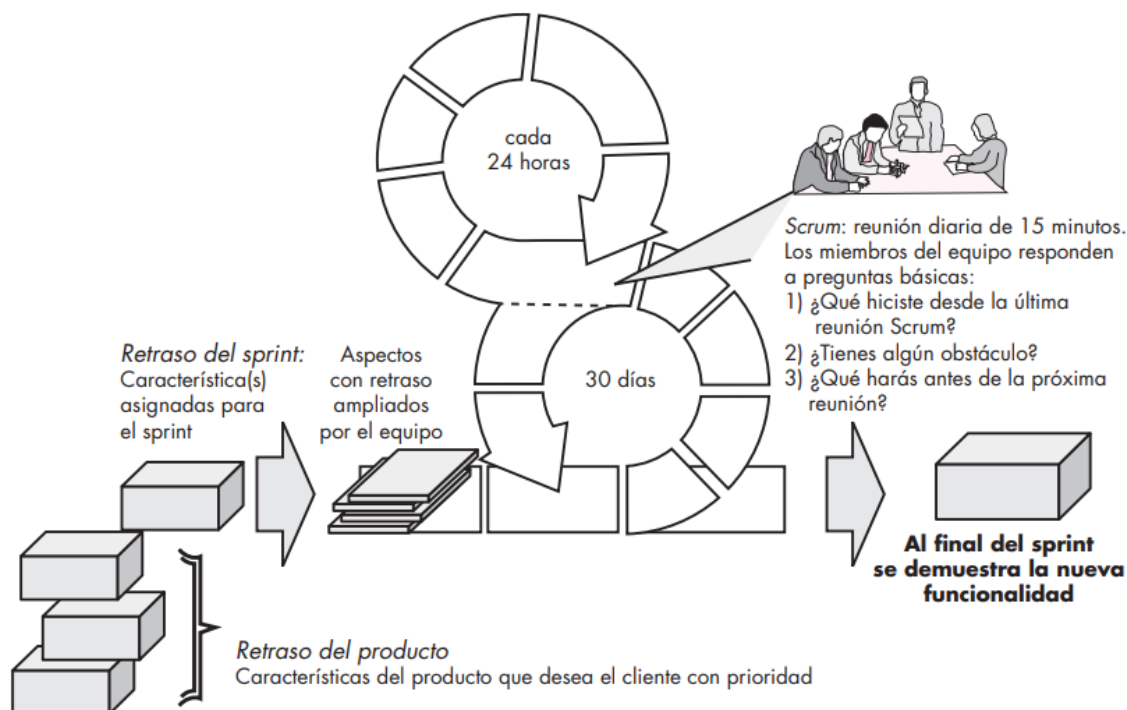 cada
24 horas
Scrum: reunión diaria de 15 minutos.
Los miembros del equipo responden
a preguntas básicas:
1) ¿Qué hiciste desde la última
reunión Scrum?
2) ¿Tienes algún obstáculo?
3) ¿Qué harás antes de la próxima
reunión?
30 días
Retraso del sprint:
Característica(s)
asignadas para
el sprint
Aspectos
con retraso
ampliados
por el equipo
Al final del sprint
se demuestra la nueva
funcionalidad
Retraso del producto
Características del producto que desea el cliente con prioridad